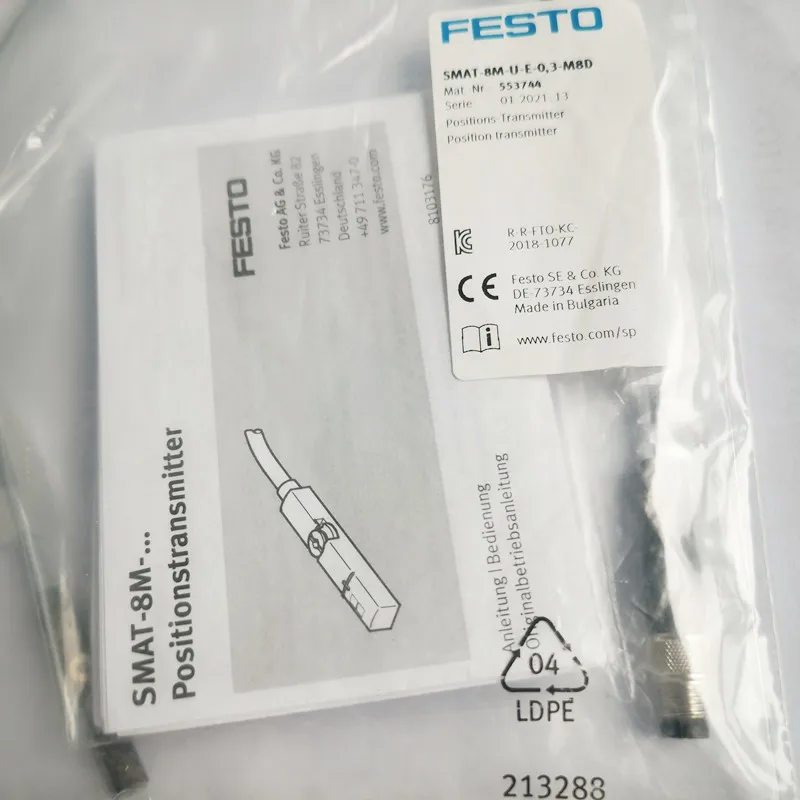 FESTO
SMAT-8M-U-E-0,3-M8D
Mat. Nr. 553744
Serie 01.2021.13
Positions Transmitter
Position transmitter
R-R-FTO-KC-
2018-1077
CE
Festo SE & Co. KG
DE-73734 Esslingen
Made in Bulgaria
i
www.festo.com/sp
FESTO
Festo AG & Co. KG
Ruiter Straße 82
73734 Esslingen
Deutschland
+49 711 347-0
www.festo.com
8103176
SMAT-8M-...
Positionstransmitter
Anleitung | Bedienung
Originalbetriebsanleitung
04
LDPE
213288